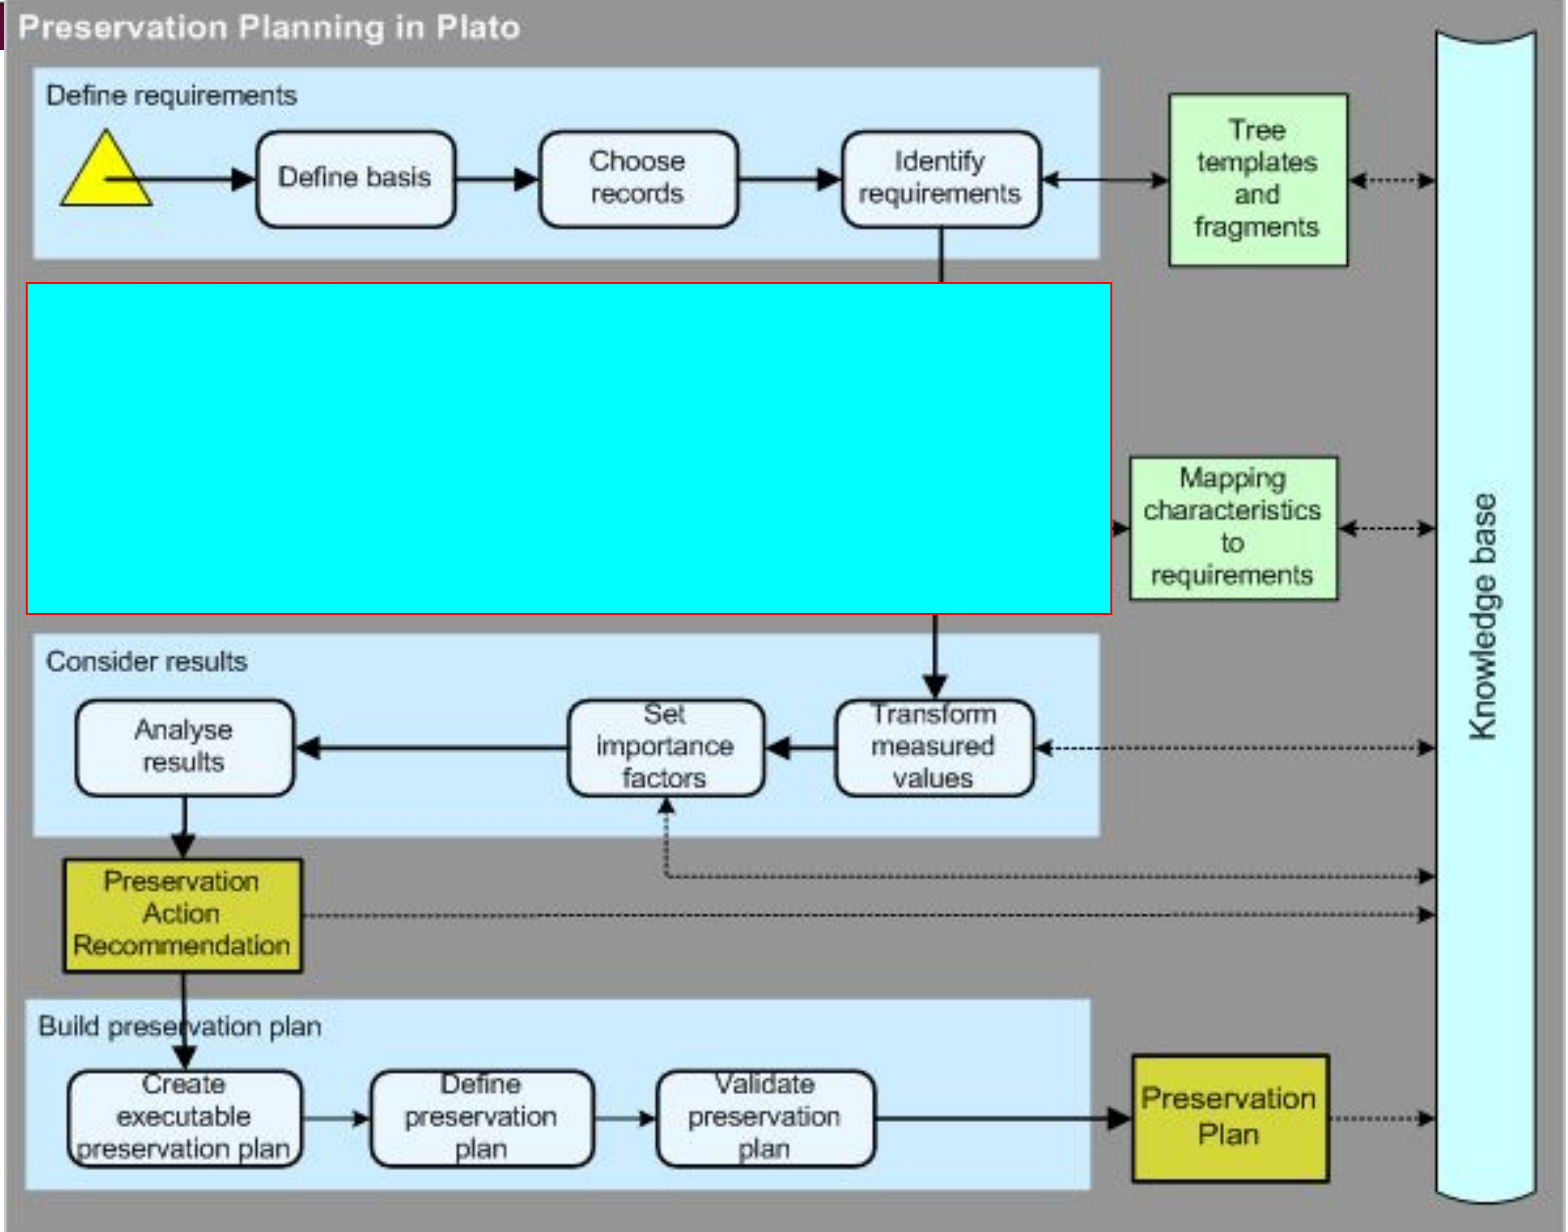 Preservation Planning in Plato
Define requirements
Define basis
Choose
records
Identify
requirements
Tree
templates
and
fragments
Mapping
characteristics
to
requirements
Knowledge base
Consider results
Analyse
results
Set
importance
factors
Transform
measured
values
Preservation
Action
Recommendation
Build preservation plan
Create
executable
preservation plan
Define
preservation
plan
Validate
preservation
plan
Preservation
Plan